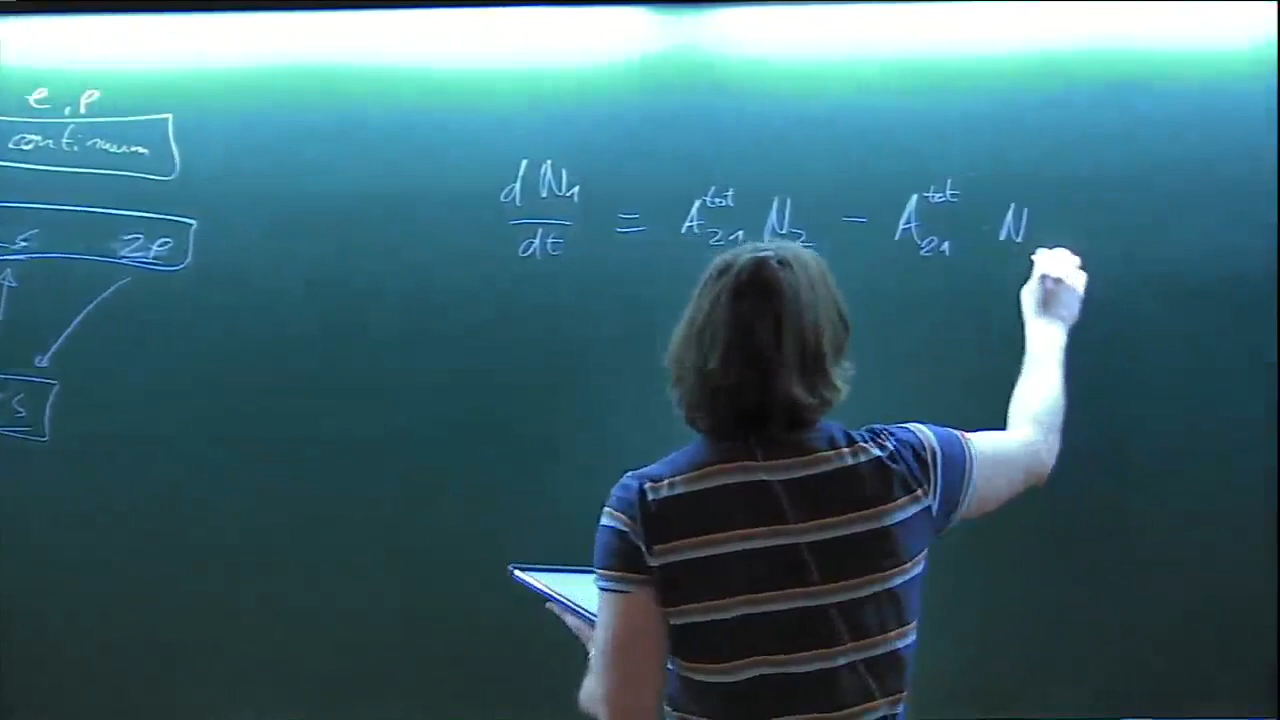 e, p
continuum
s 2p
s
dN₁/dt = A₂₁^tot N₂ − A₂₁^tot N